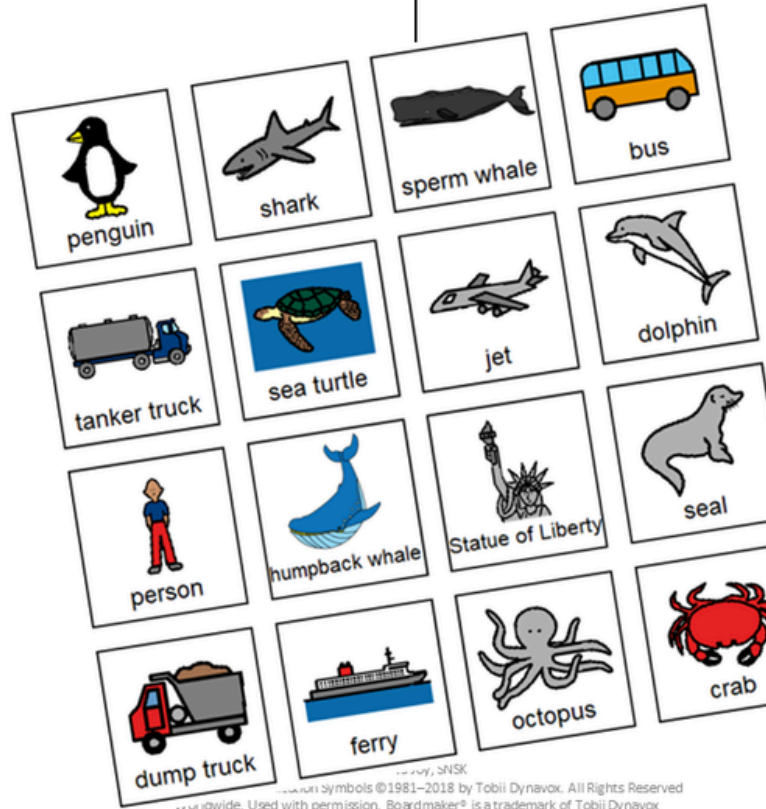 penguin
shark
sperm whale
bus
tanker truck
sea turtle
jet
dolphin
person
humpback whale
Statue of Liberty
seal
dump truck
ferry
octopus
crab
Joy, SNSK
Symbols ©1981–2018 by Tobii Dynavox. All Rights Reserved
Used with permission. Boardmaker® is a trademark of Tobii Dynavox